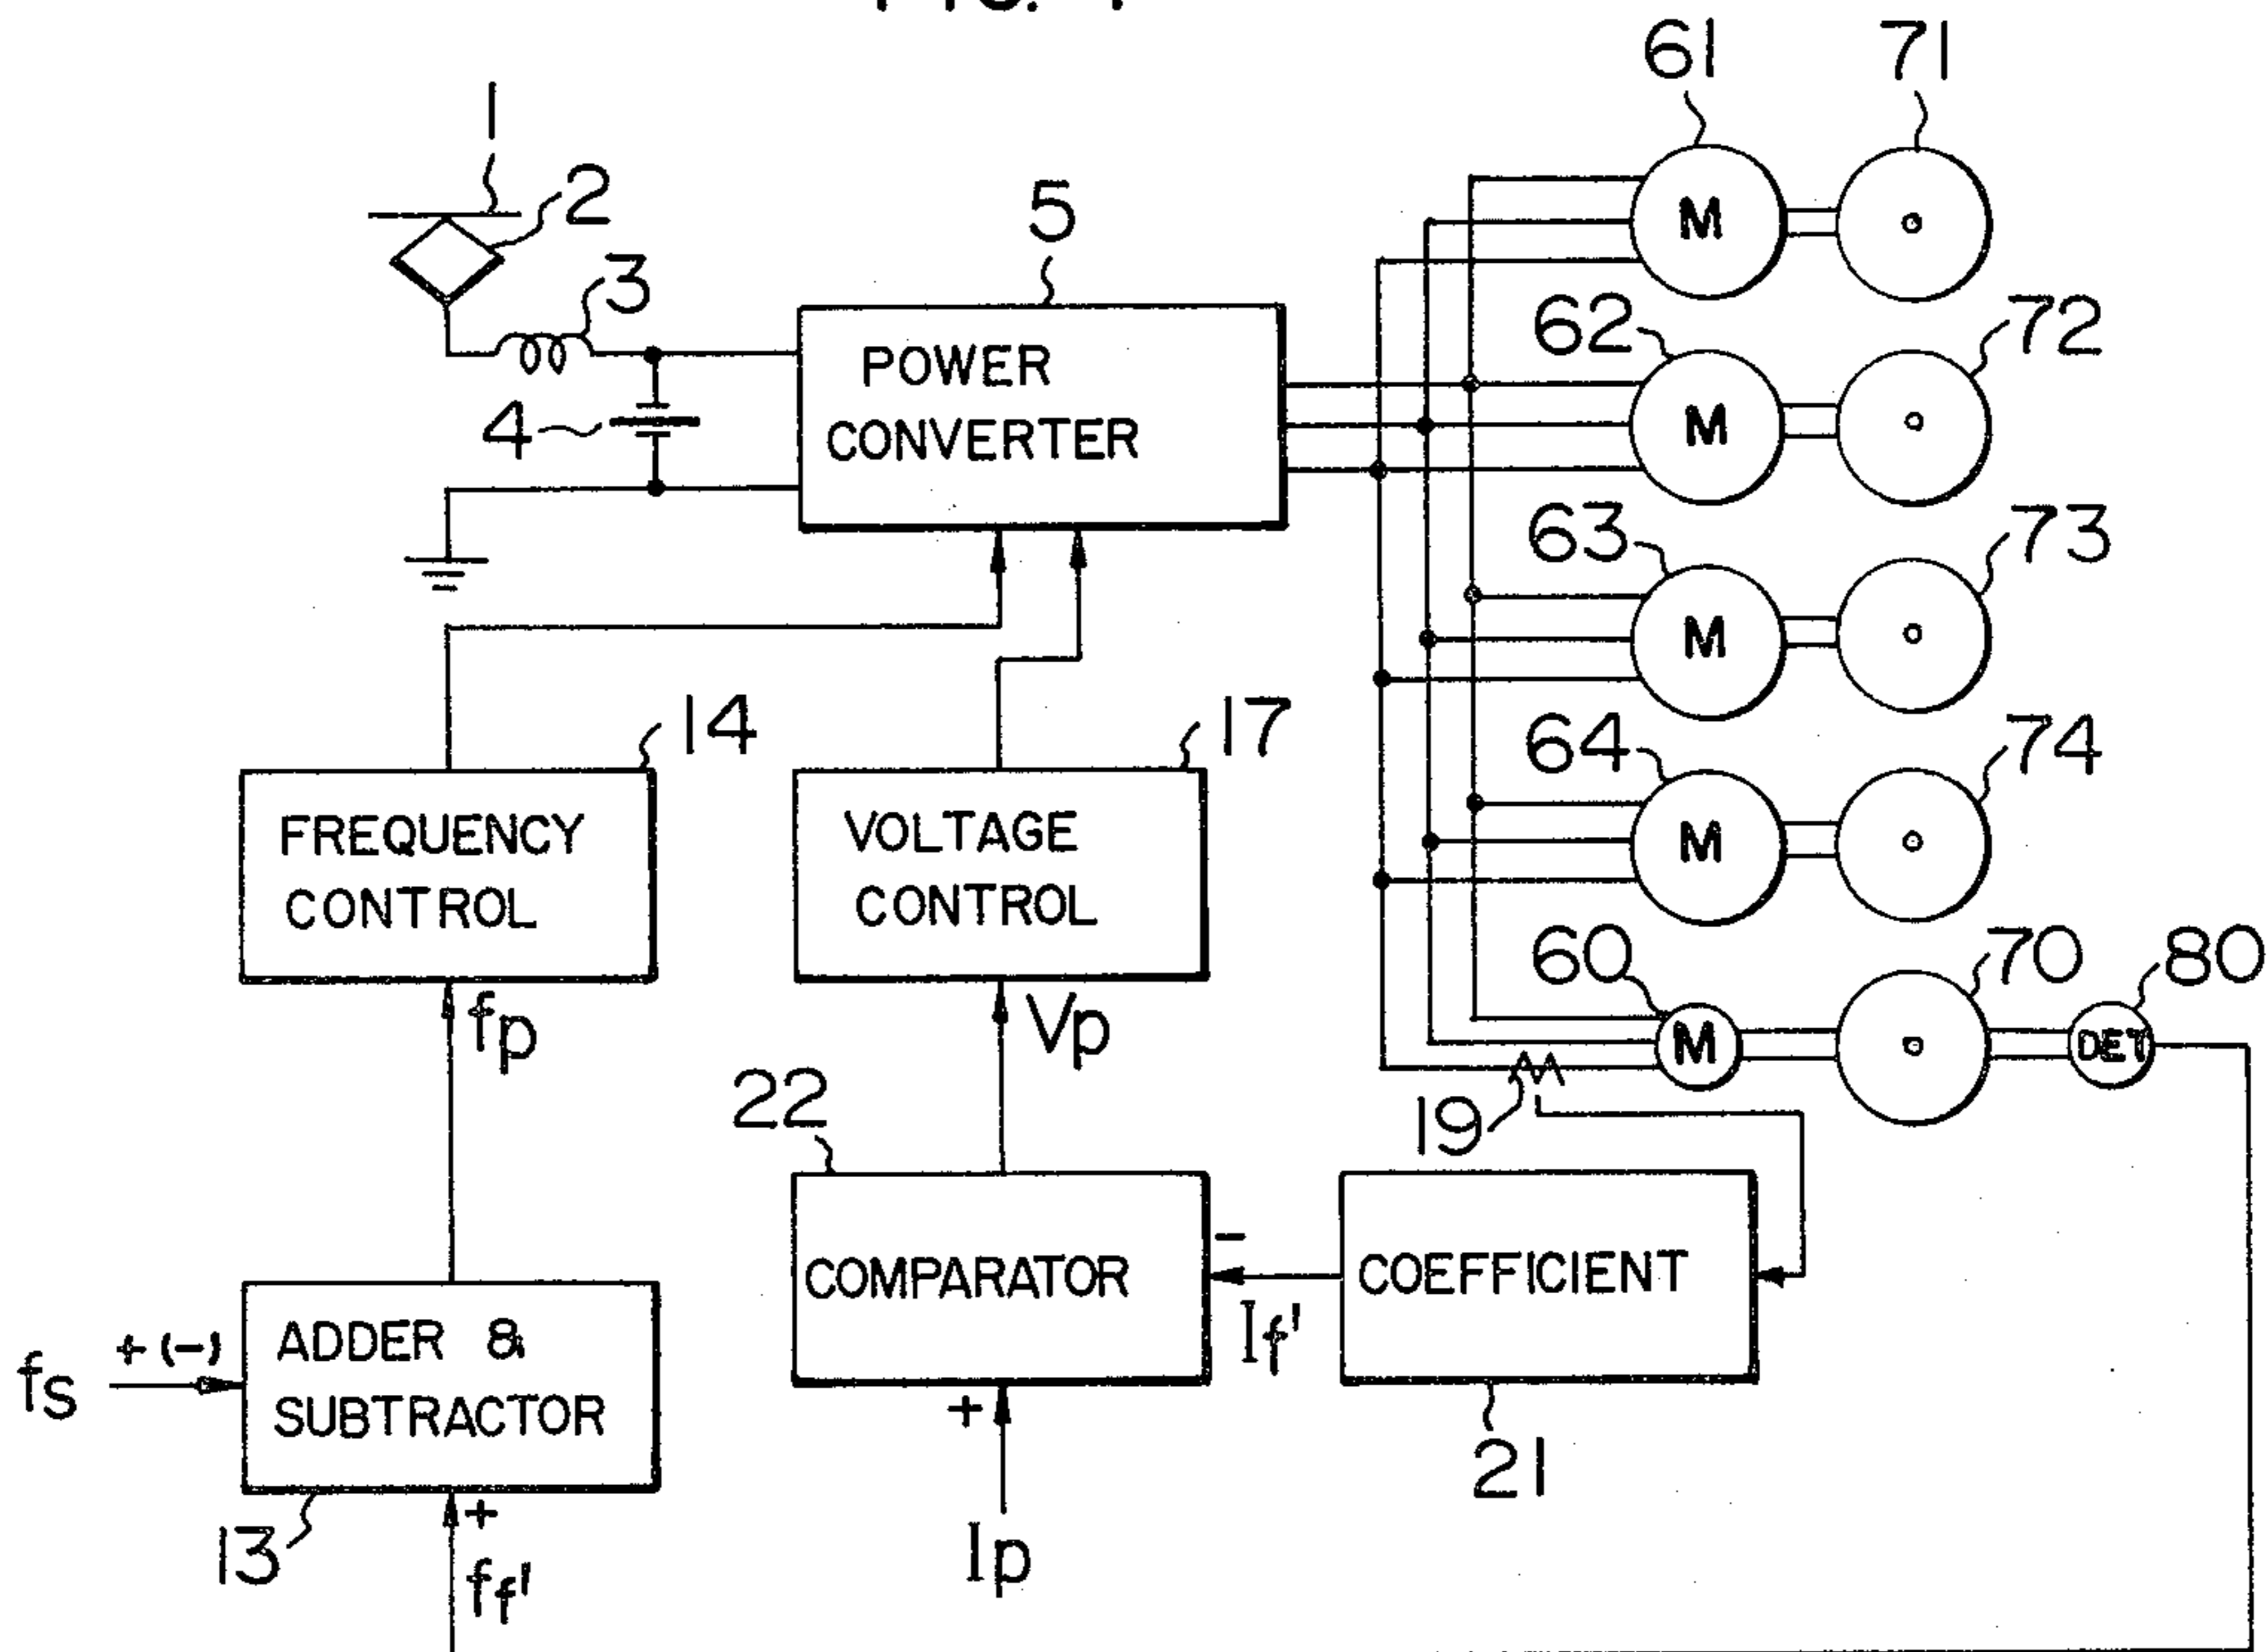 61 71
1
2
5
3
M
62 72
POWER
CONVERTER
4
M
63 73
M
14 17
64 74
FREQUENCY
CONTROL
VOLTAGE
CONTROL
M
60 70 80
fp
Vp
M
DET
22
19
COMPARATOR
-
If'
COEFFICIENT
fs
+(-)
ADDER &
SUBTRACTOR
+
Ip
21
13
+
ff'